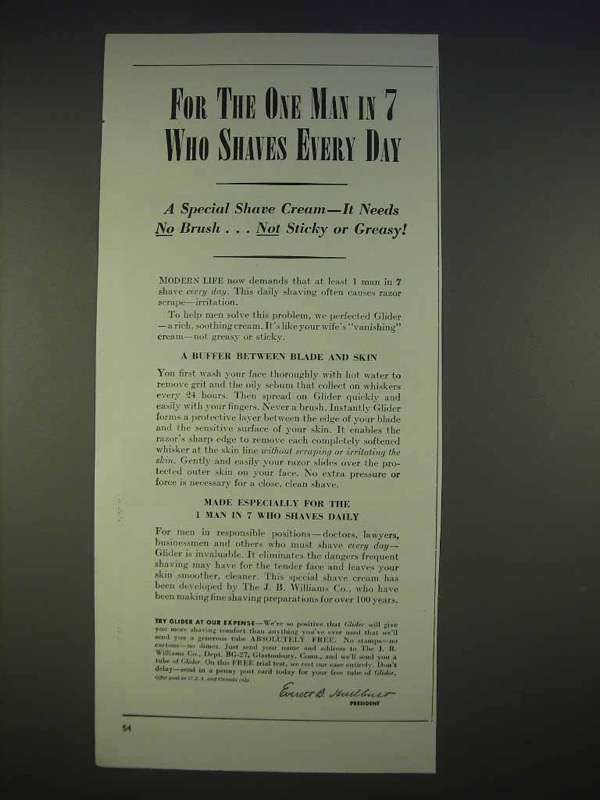 FOR THE ONE MAN IN 7
WHO SHAVES EVERY DAY
A Special Shave Cream—It Needs
No Brush . . . Not Sticky or Greasy!
MODERN LIFE now demands that at least 1 man in 7
shave every day. This daily shaving often causes razor
scrape—irritation.
To help men solve this problem, we perfected Glider
—a rich, soothing cream. It's like your wife's "vanishing"
cream—not greasy or sticky.
A BUFFER BETWEEN BLADE AND SKIN
You first wash your face thoroughly with hot water to
remove grit and the oily sebum that collect on whiskers
every 24 hours. Then spread on Glider quickly and
easily with your fingers. Never a brush. Instantly Glider
forms a protective layer between the edge of your blade
and the sensitive surface of your skin. It enables the
razor's sharp edge to remove each completely softened
whisker at the skin line without scraping or irritating the
skin. Gently and easily your razor slides over the pro-
tected outer skin on your face. No extra pressure or
force is necessary for a close, clean shave.
MADE ESPECIALLY FOR THE
1 MAN IN 7 WHO SHAVES DAILY
For men in responsible positions—doctors, lawyers,
businessmen and others who must shave every day—
Glider is invaluable. It eliminates the dangers frequent
shaving may have for the tender face and leaves your
skin smoother, cleaner. This special shave cream has
been developed by The J. B. Williams Co., who have
been making fine shaving preparations for over 100 years.
TRY GLIDER AT OUR EXPENSE—We're so positive that Glider will give
you more shaving comfort than anything you've ever used that we'll
send you a generous tube ABSOLUTELY FREE. No stamps—no
cartons—no dimes. Just send your name and address to The J. B.
Williams Co., Dept. BG-27, Glastonbury, Conn., and we'll send you a
tube of Glider. On this FREE trial test, we rest our case entirely. Don't
delay—send in a penny post card today for your free tube of Glider.
Offer good in U.S.A. and Canada only.
Everett B. Hurlburt
PRESIDENT
54